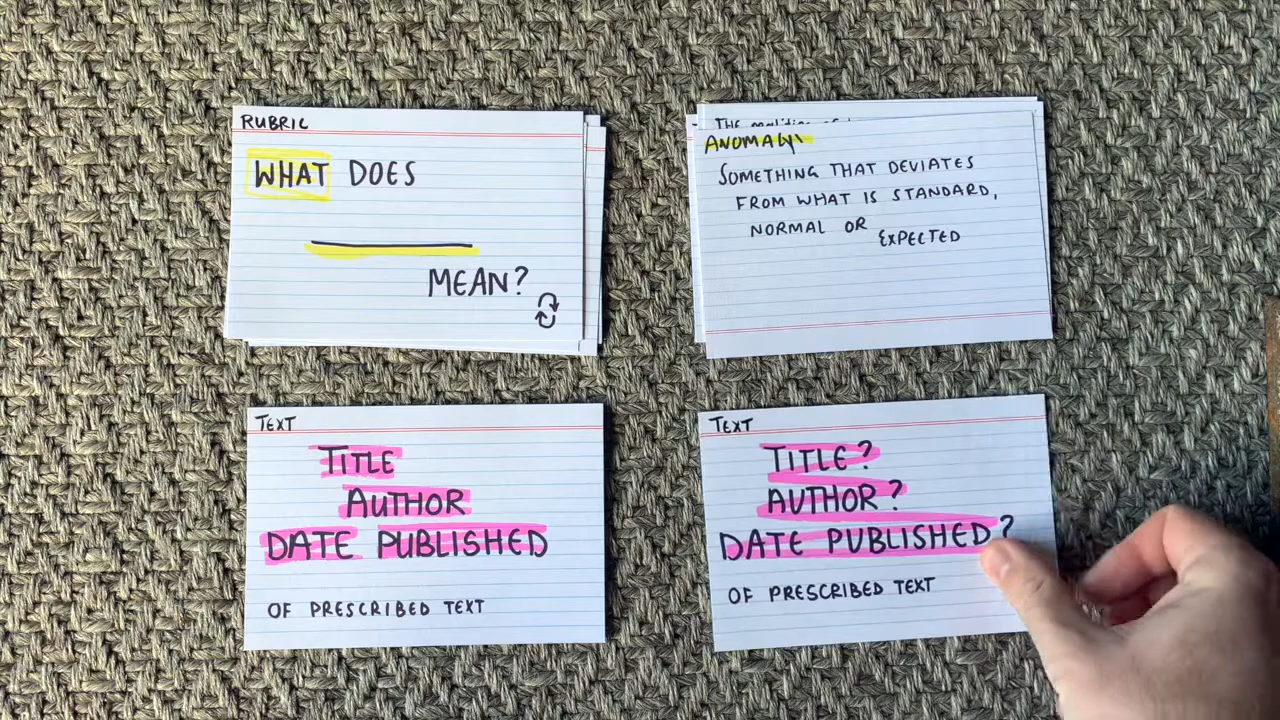 RUBRIC
WHAT DOES
MEAN?
THE
ANOMALY
SOMETHING THAT DEVIATES
FROM WHAT IS STANDARD,
NORMAL OR EXPECTED
TEXT
TITLE
AUTHOR
DATE PUBLISHED
OF PRESCRIBED TEXT
TEXT
TITLE?
AUTHOR?
DATE PUBLISHED?
OF PRESCRIBED TEXT